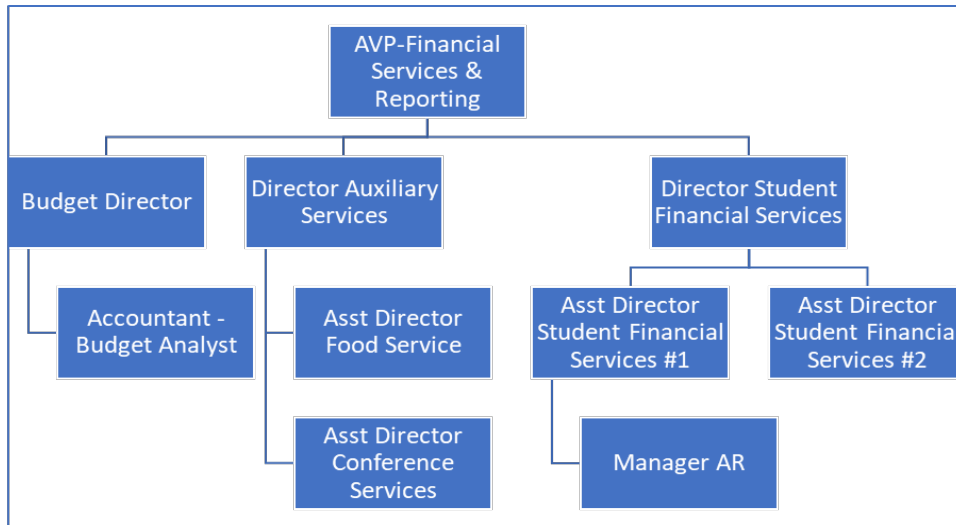 AVP-Financial
Services &
Reporting
Budget Director
Director Auxiliary
Services
Director Student
Financial Services
Accountant -
Budget Analyst
Asst Director
Food Service
Asst Director
Student Financial
Services #1
Asst Director
Student Financial
Services #2
Asst Director
Conference
Services
Manager AR